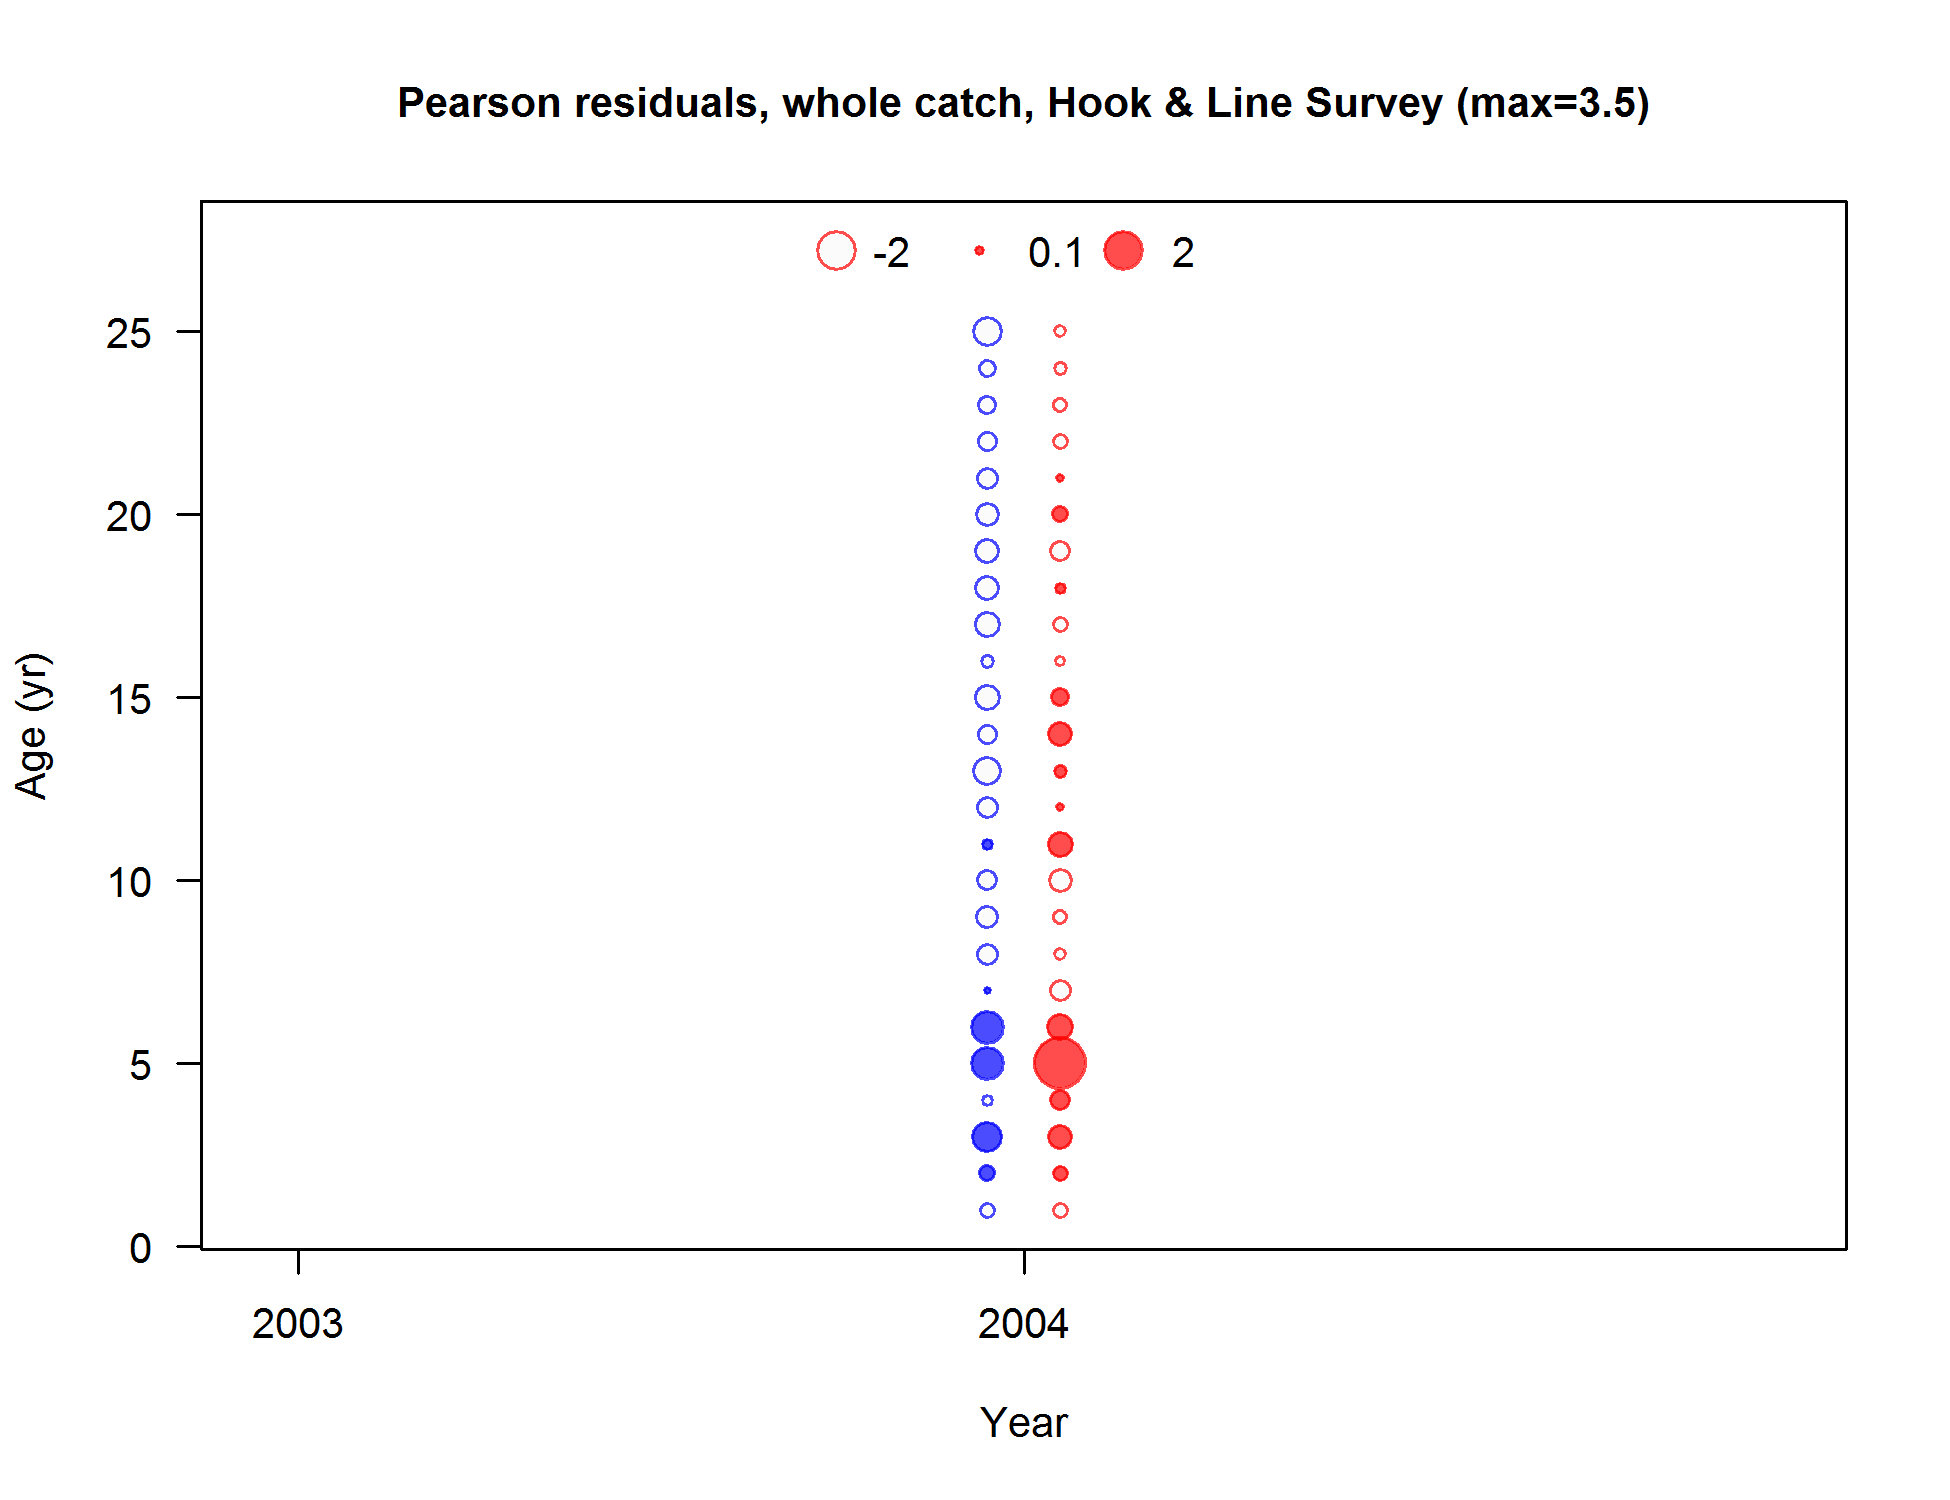 Pearson residuals, whole catch, Hook & Line Survey (max=3.5)
-2 0.1 2
25
20
15
10
5
0
Age (yr)
2003 2004
Year